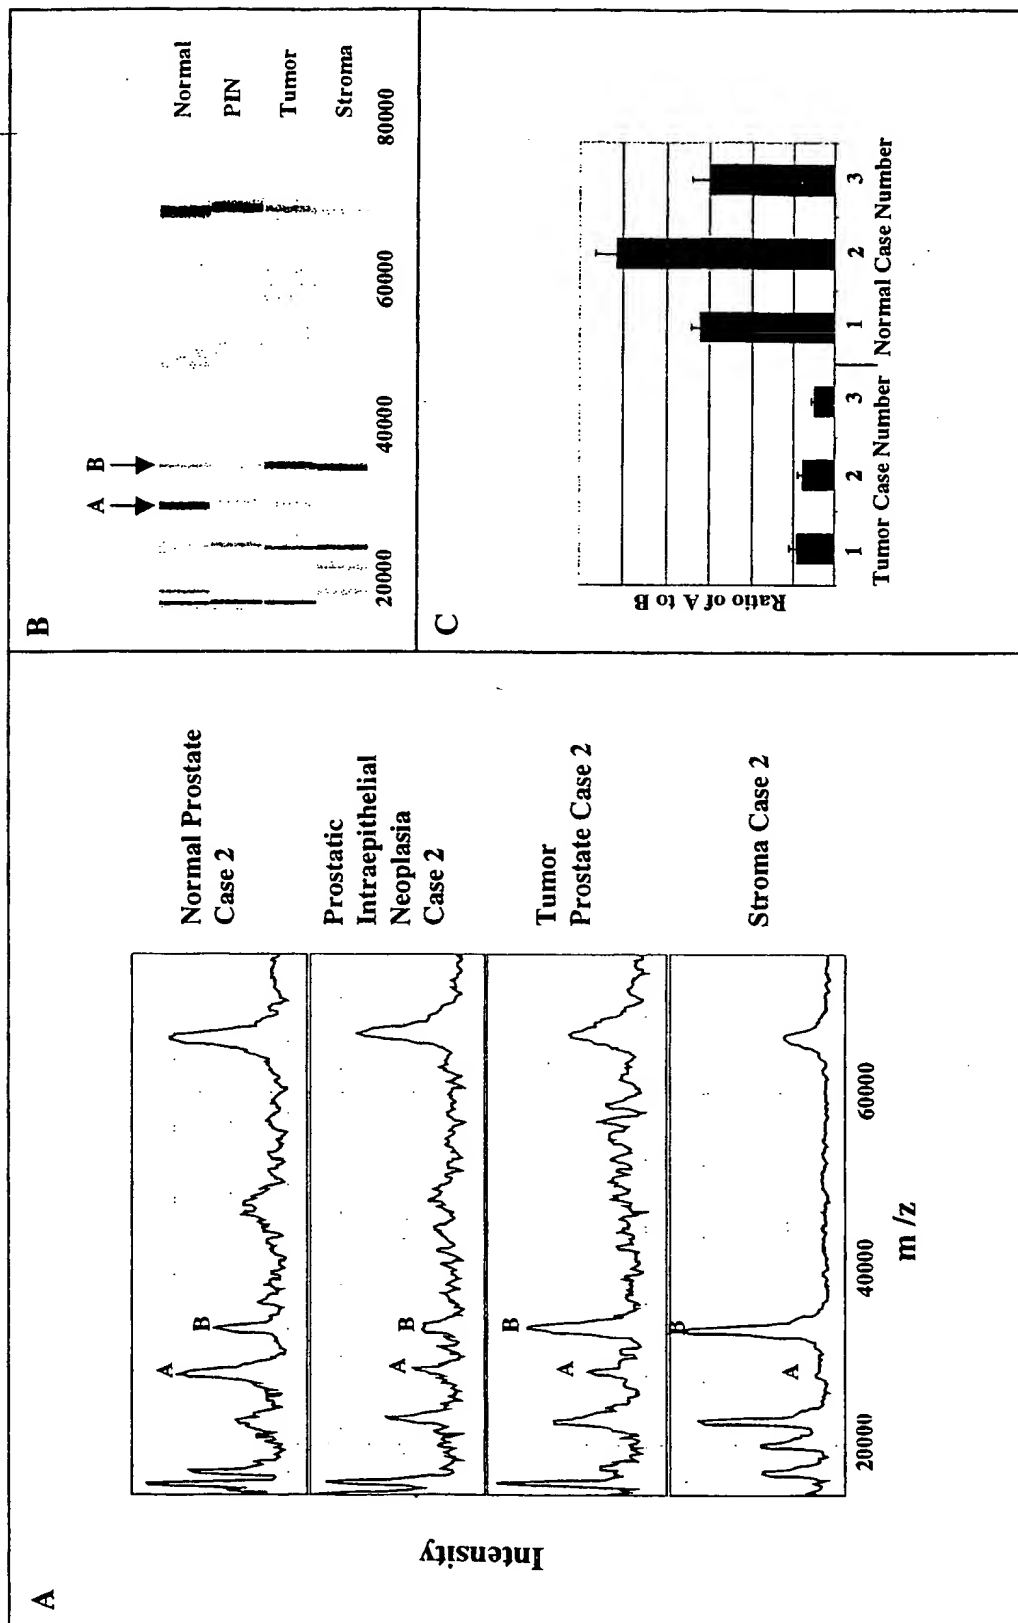 A
Intensity
A
B
Normal Prostate
Case 2
A
B
Prostatic
Intraepithelial
Neoplasia
Case 2
A
B
Tumor
Prostate Case 2
A
B
Stroma Case 2
20000
40000
60000
m/z
B
A
B
Normal
PIN
Tumor
Stroma
20000
40000
60000
80000
C
Ratio of A to B
1
2
3
1
2
3
Tumor Case Number
Normal Case Number